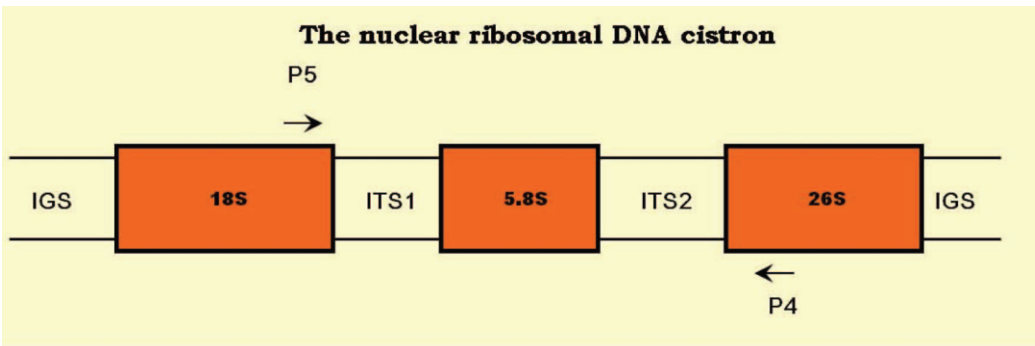 The nuclear ribosomal DNA cistron
P5
IGS 18S ITS1 5.8S ITS2 26S IGS
P4